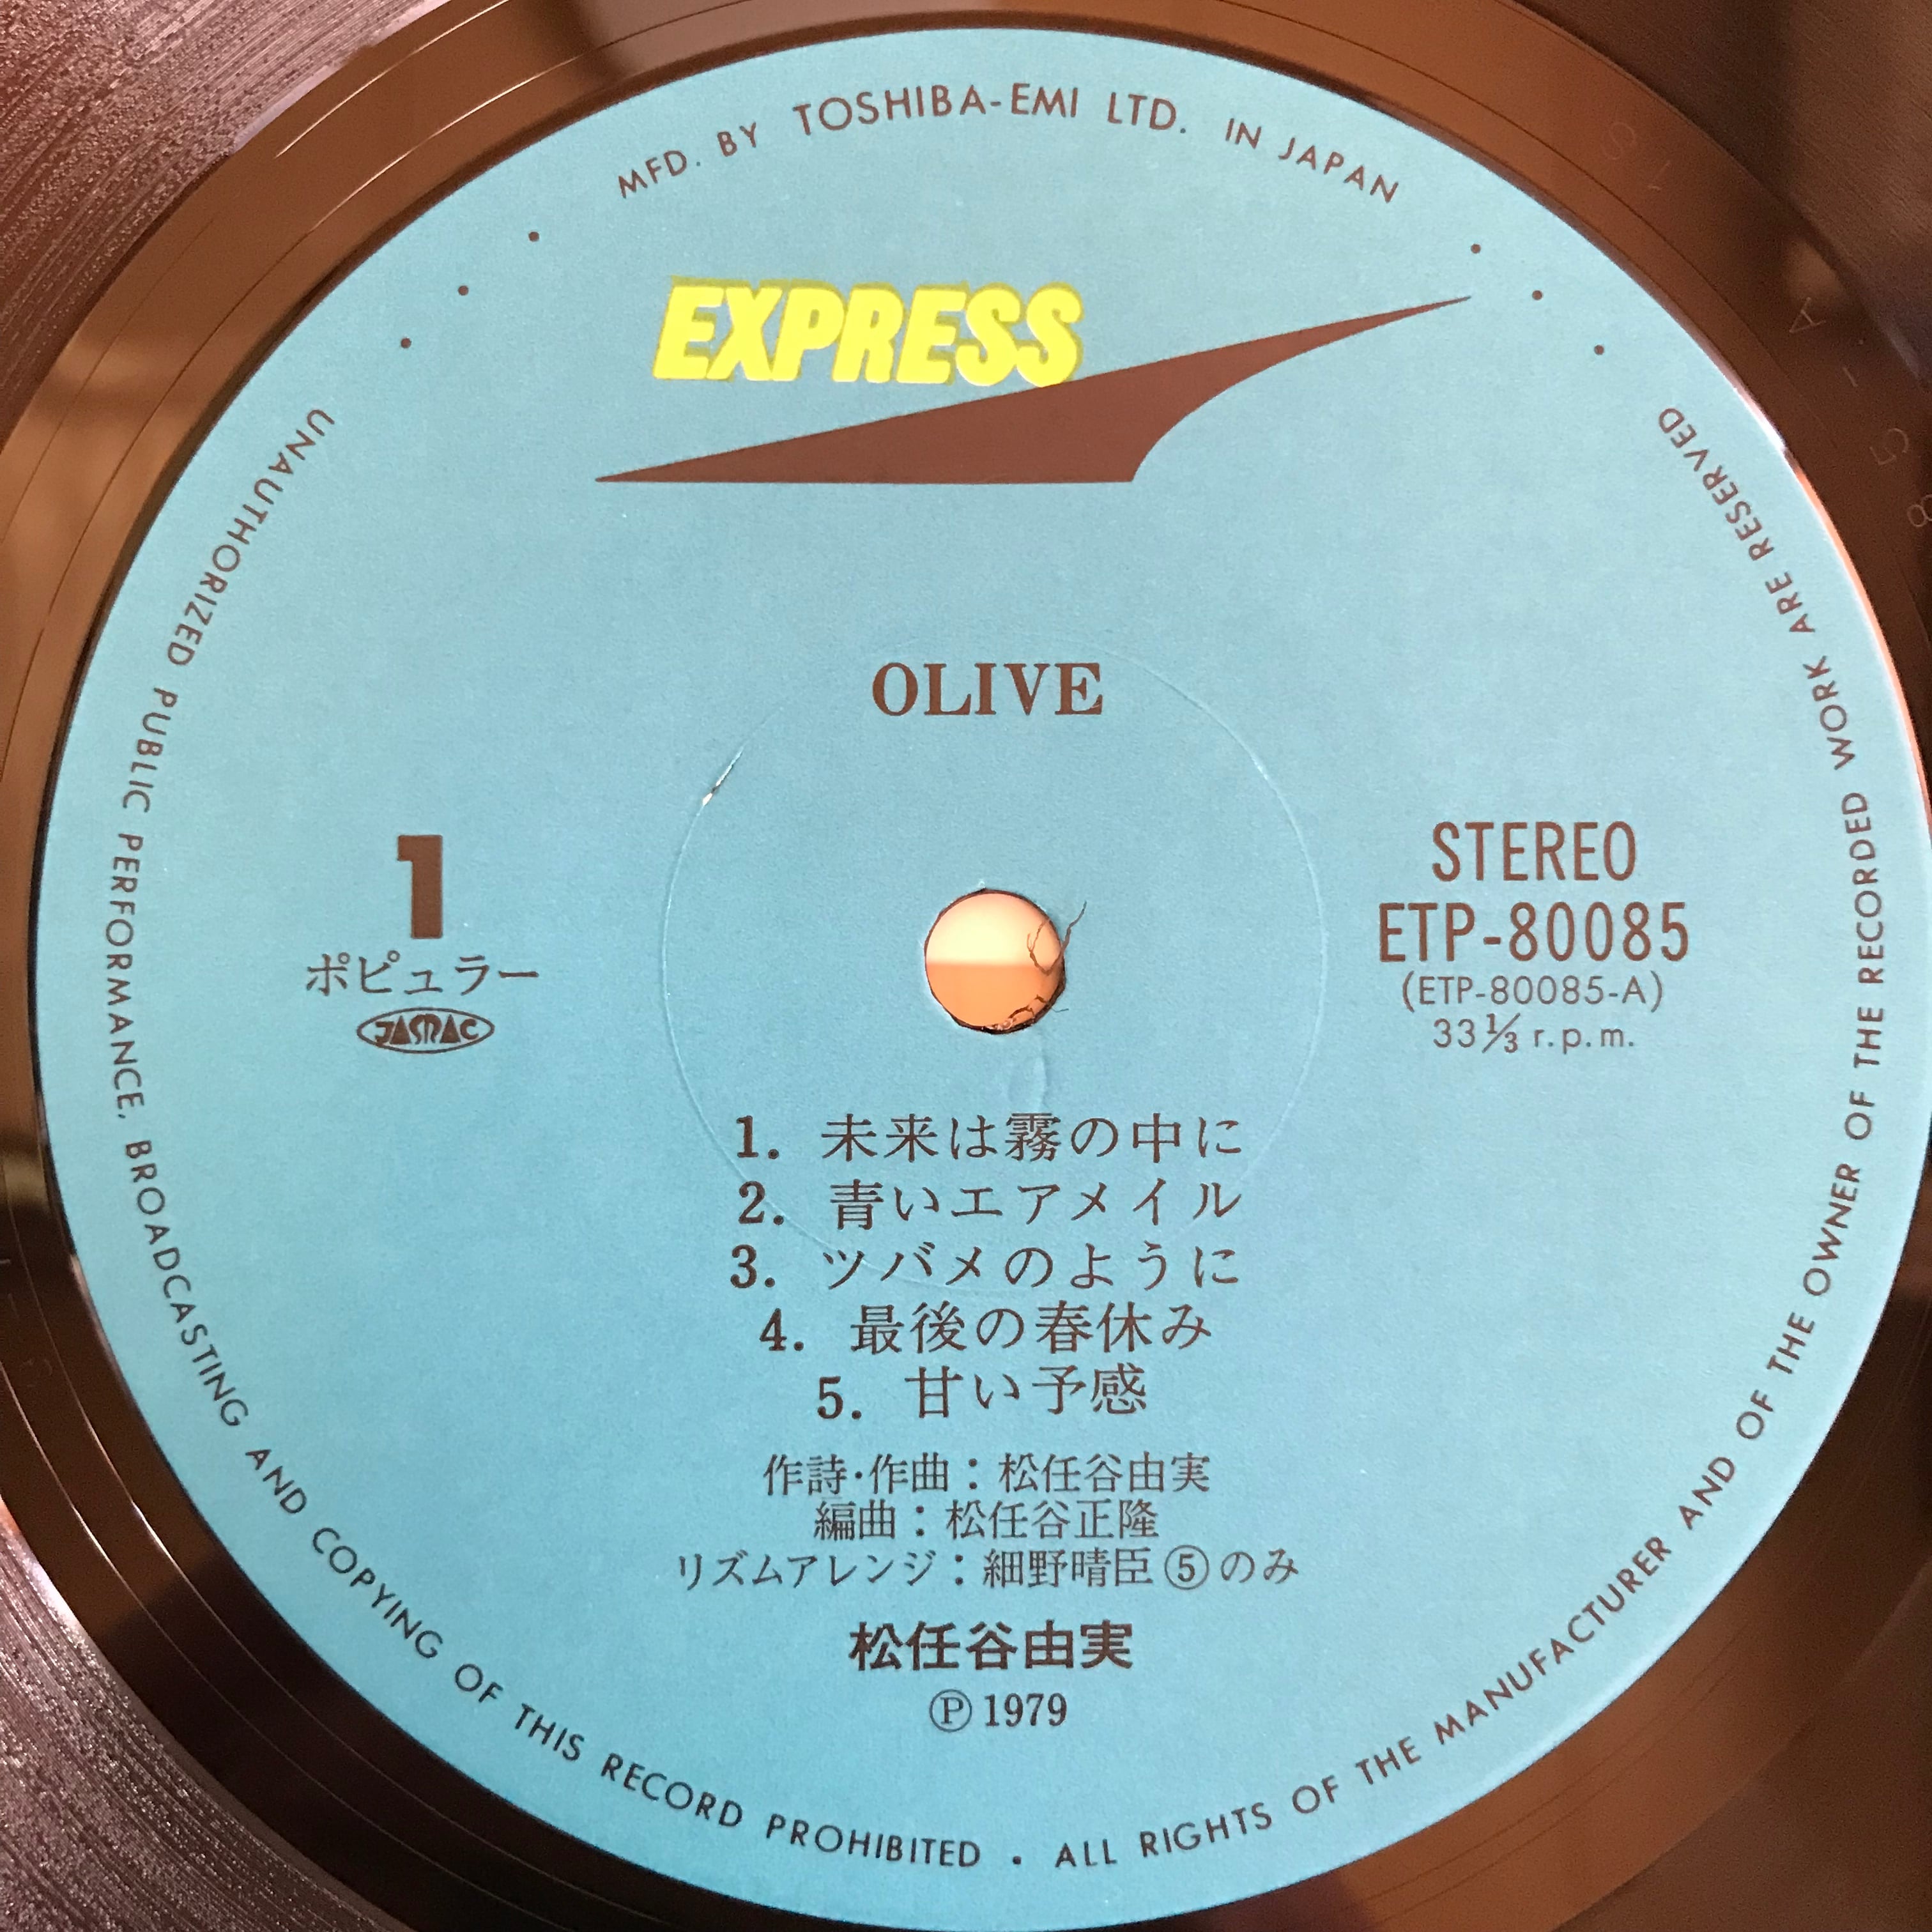 MFD. BY TOSHIBA-EMI LTD. IN JAPAN
EXPRESS
OLIVE
1
ポピュラー
JASRAC
STEREO
ETP-80085
(ETP-80085-A)
33⅓ r.p.m.
1. 未来は霧の中に
2. 青いエアメイル
3. ツバメのように
4. 最後の春休み
5. 甘い予感
作詩・作曲：松任谷由実
編曲：松任谷正隆
リズムアレンジ：細野晴臣⑤のみ
松任谷由実
Ⓟ 1979
UNAUTHORIZED PUBLIC PERFORMANCE, BROADCASTING AND COPYING OF THIS RECORD PROHIBITED . ALL RIGHTS OF THE MANUFACTURER AND OF THE OWNER OF THE RECORDED WORK ARE RESERVED